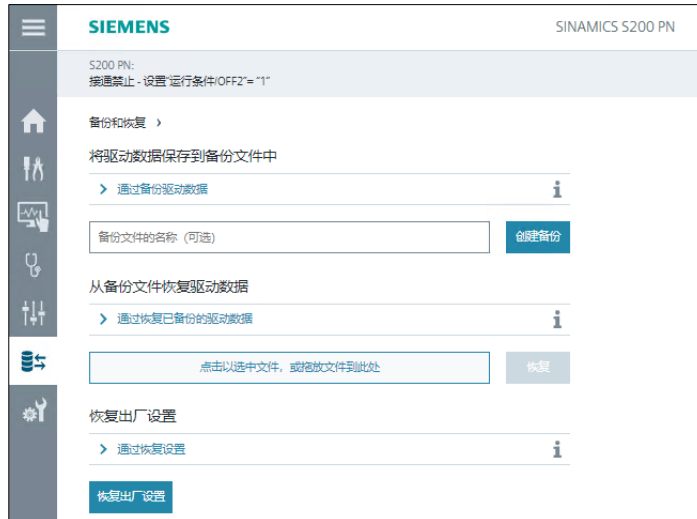 SIEMENS SINAMICS S200 PN
S200 PN:
接通禁止 - 设置"运行条件/OFF2"= "1"
备份和恢复 >
将驱动数据保存到备份文件中
> 通过备份驱动数据
备份文件的名称 (可选) 创建备份
从备份文件恢复驱动数据
> 通过恢复已备份的驱动数据
点击以选中文件，或拖放文件到此处 恢复
恢复出厂设置
> 通过恢复设置
恢复出厂设置